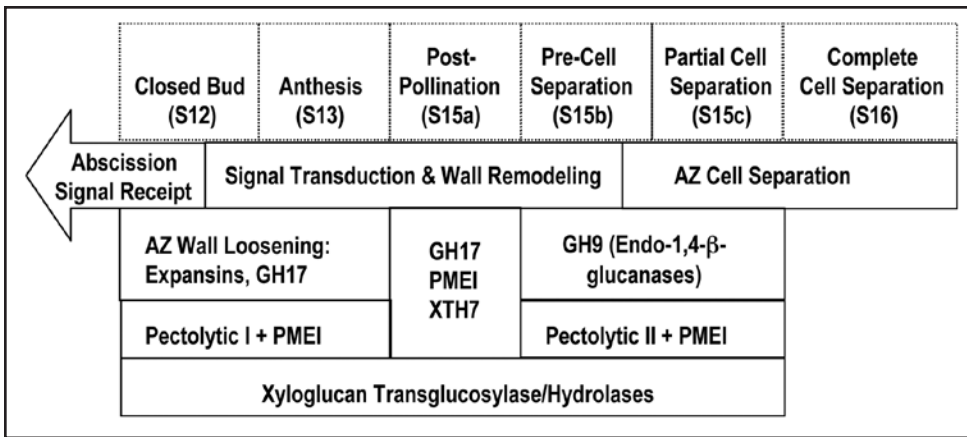 Closed Bud
(S12)
Anthesis
(S13)
Post-
Pollination
(S15a)
Pre-Cell
Separation
(S15b)
Partial Cell
Separation
(S15c)
Complete
Cell Separation
(S16)
Abscission
Signal Receipt
Signal Transduction & Wall Remodeling
AZ Cell Separation
AZ Wall Loosening:
Expansins, GH17
GH17
PMEI
XTH7
GH9 (Endo-1,4-β-
glucanases)
Pectolytic I + PMEI
Pectolytic II + PMEI
Xyloglucan Transglucosylase/Hydrolases